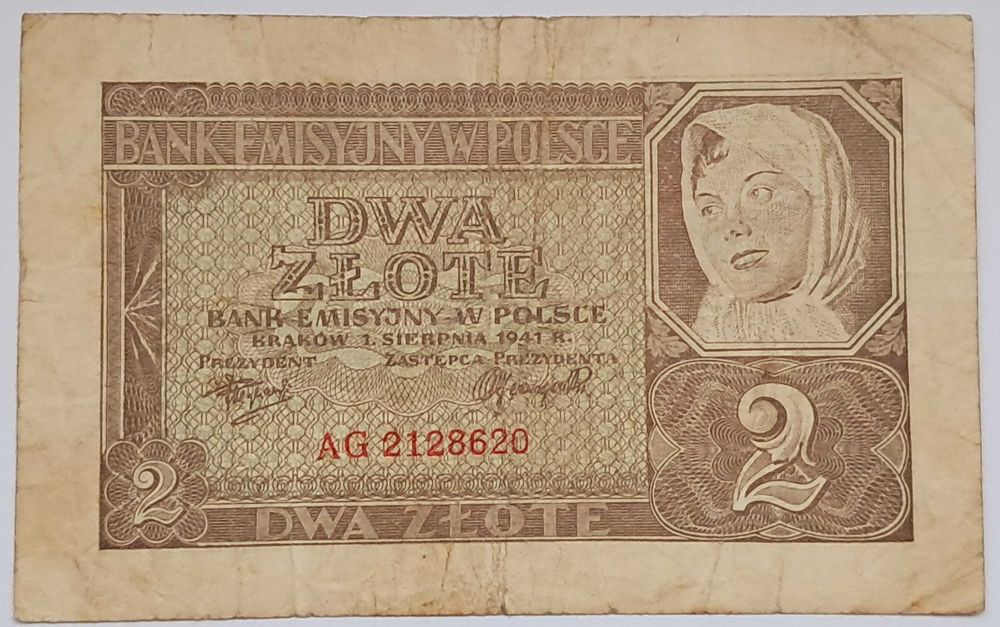 BANK EMISYJNY W POLSCE
DWA
ZŁOTE
BANK EMISYJNY W POLSCE
KRAKÓW 1. SIERPNIA 1941 R.
PREZYDENT ZASTĘPCA PREZYDENTA
AG 2128620
2
2
DWA ZŁOTE